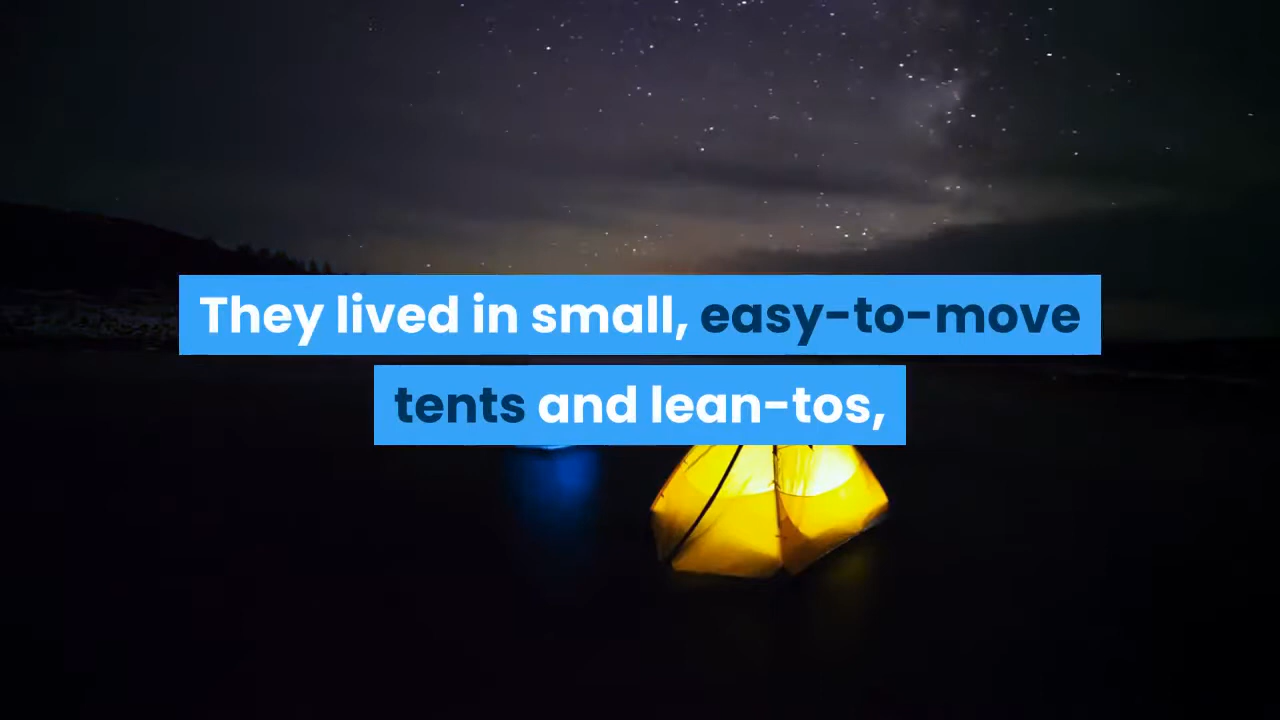 They lived in small, easy-to-move
tents and lean-tos,